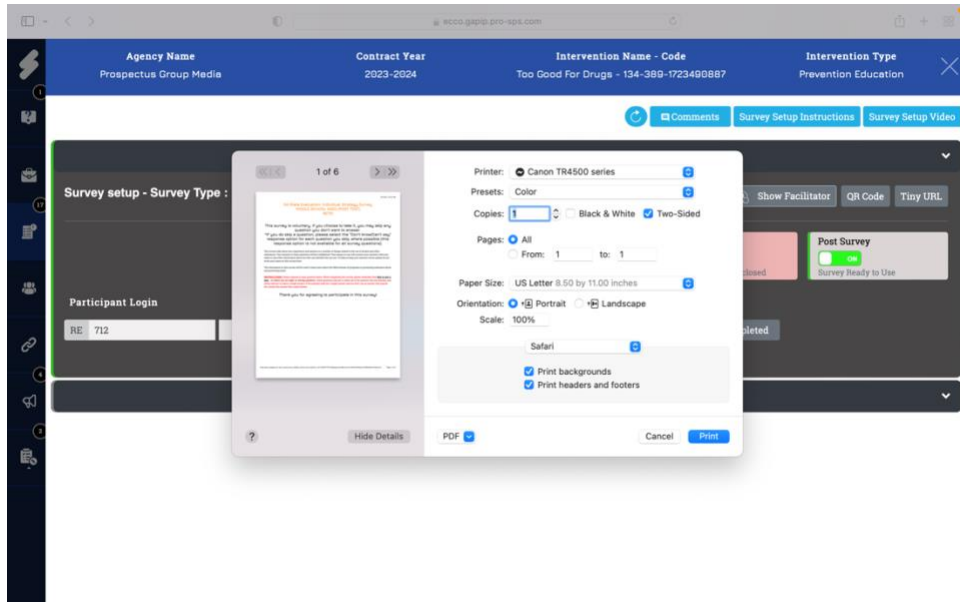 ecco.gapip.pro-sps.com
Agency Name
Prospectus Group Media
Contract Year
2023-2024
Intervention Name - Code
Too Good For Drugs - 134-389-1723490887
Intervention Type
Prevention Education
1
17
4
3
Comments
Survey Setup Instructions
Survey Setup Video
Survey setup - Survey Type :
Show Facilitator
QR Code
Tiny URL
closed
Post Survey
ON
Survey Ready to Use
Participant Login
RE 712
pleted
1 of 6
This survey is voluntary. If you choose to take it, you may skip any
question you don't want to answer.
Thank you for agreeing to participate in this survey!
? Hide Details
Printer: Canon TR4500 series
Presets: Color
Copies: 1 Black & White Two-Sided
Pages: All
From: 1 to: 1
Paper Size: US Letter 8.50 by 11.00 inches
Orientation: Portrait Landscape
Scale: 100%
Safari
Print backgrounds
Print headers and footers
PDF Cancel Print